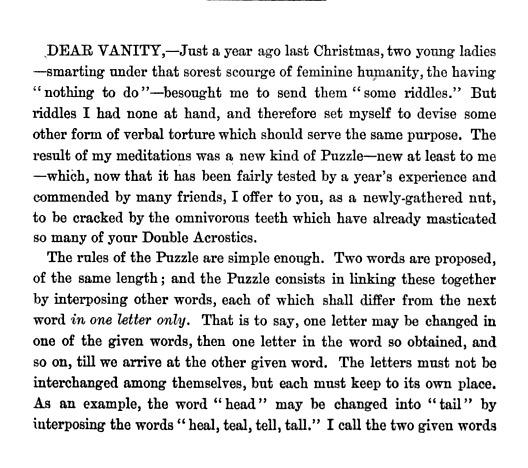 DEAR VANITY,—Just a year ago last Christmas, two young ladies
—smarting under that sorest scourge of feminine humanity, the having
“nothing to do”—besought me to send them “some riddles.” But
riddles I had none at hand, and therefore set myself to devise some
other form of verbal torture which should serve the same purpose. The
result of my meditations was a new kind of Puzzle—new at least to me
—which, now that it has been fairly tested by a year’s experience and
commended by many friends, I offer to you, as a newly-gathered nut,
to be cracked by the omnivorous teeth which have already masticated
so many of your Double Acrostics.
The rules of the Puzzle are simple enough. Two words are proposed,
of the same length; and the Puzzle consists in linking these together
by interposing other words, each of which shall differ from the next
word in one letter only. That is to say, one letter may be changed in
one of the given words, then one letter in the word so obtained, and
so on, till we arrive at the other given word. The letters must not be
interchanged among themselves, but each must keep to its own place.
As an example, the word “head” may be changed into “tail” by
interposing the words “heal, teal, tell, tall.” I call the two given words